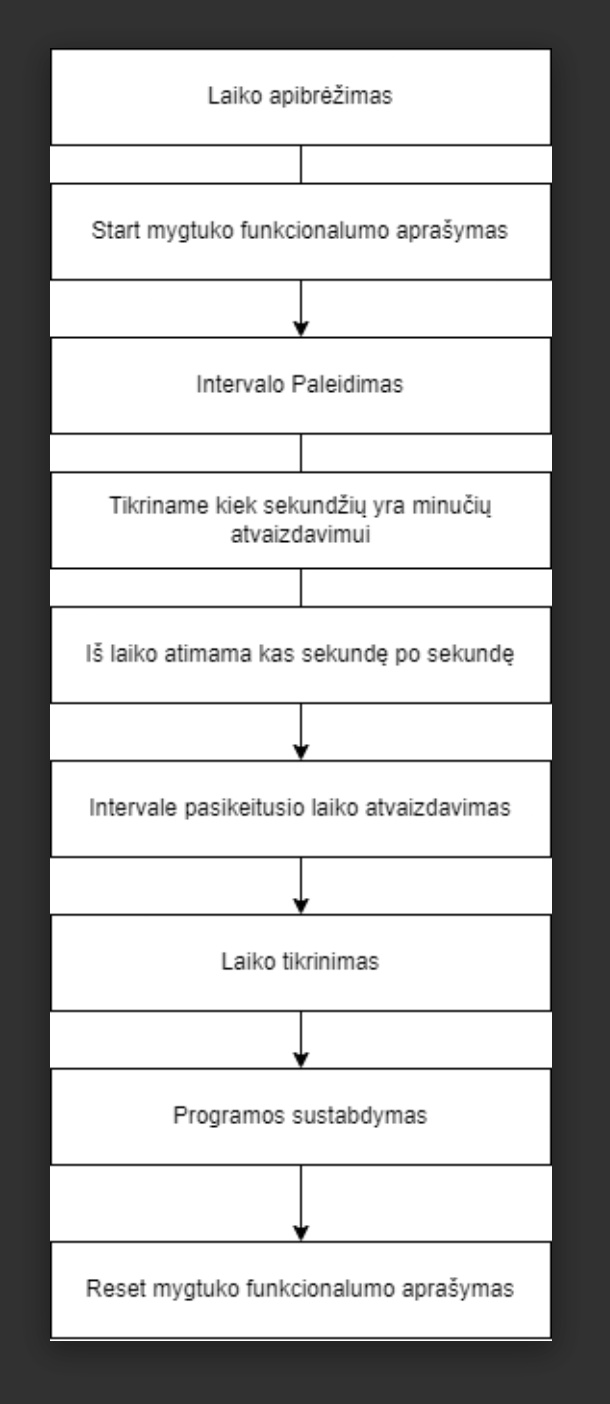 Laiko apibrėžimas
Start mygtuko funkcionalumo aprašymas
Intervalo Paleidimas
Tikriname kiek sekundžių yra minučių
atvaizdavimui
Iš laiko atimama kas sekundę po sekundę
Intervale pasikeitusio laiko atvaizdavimas
Laiko tikrinimas
Programos sustabdymas
Reset mygtuko funkcionalumo aprašymas